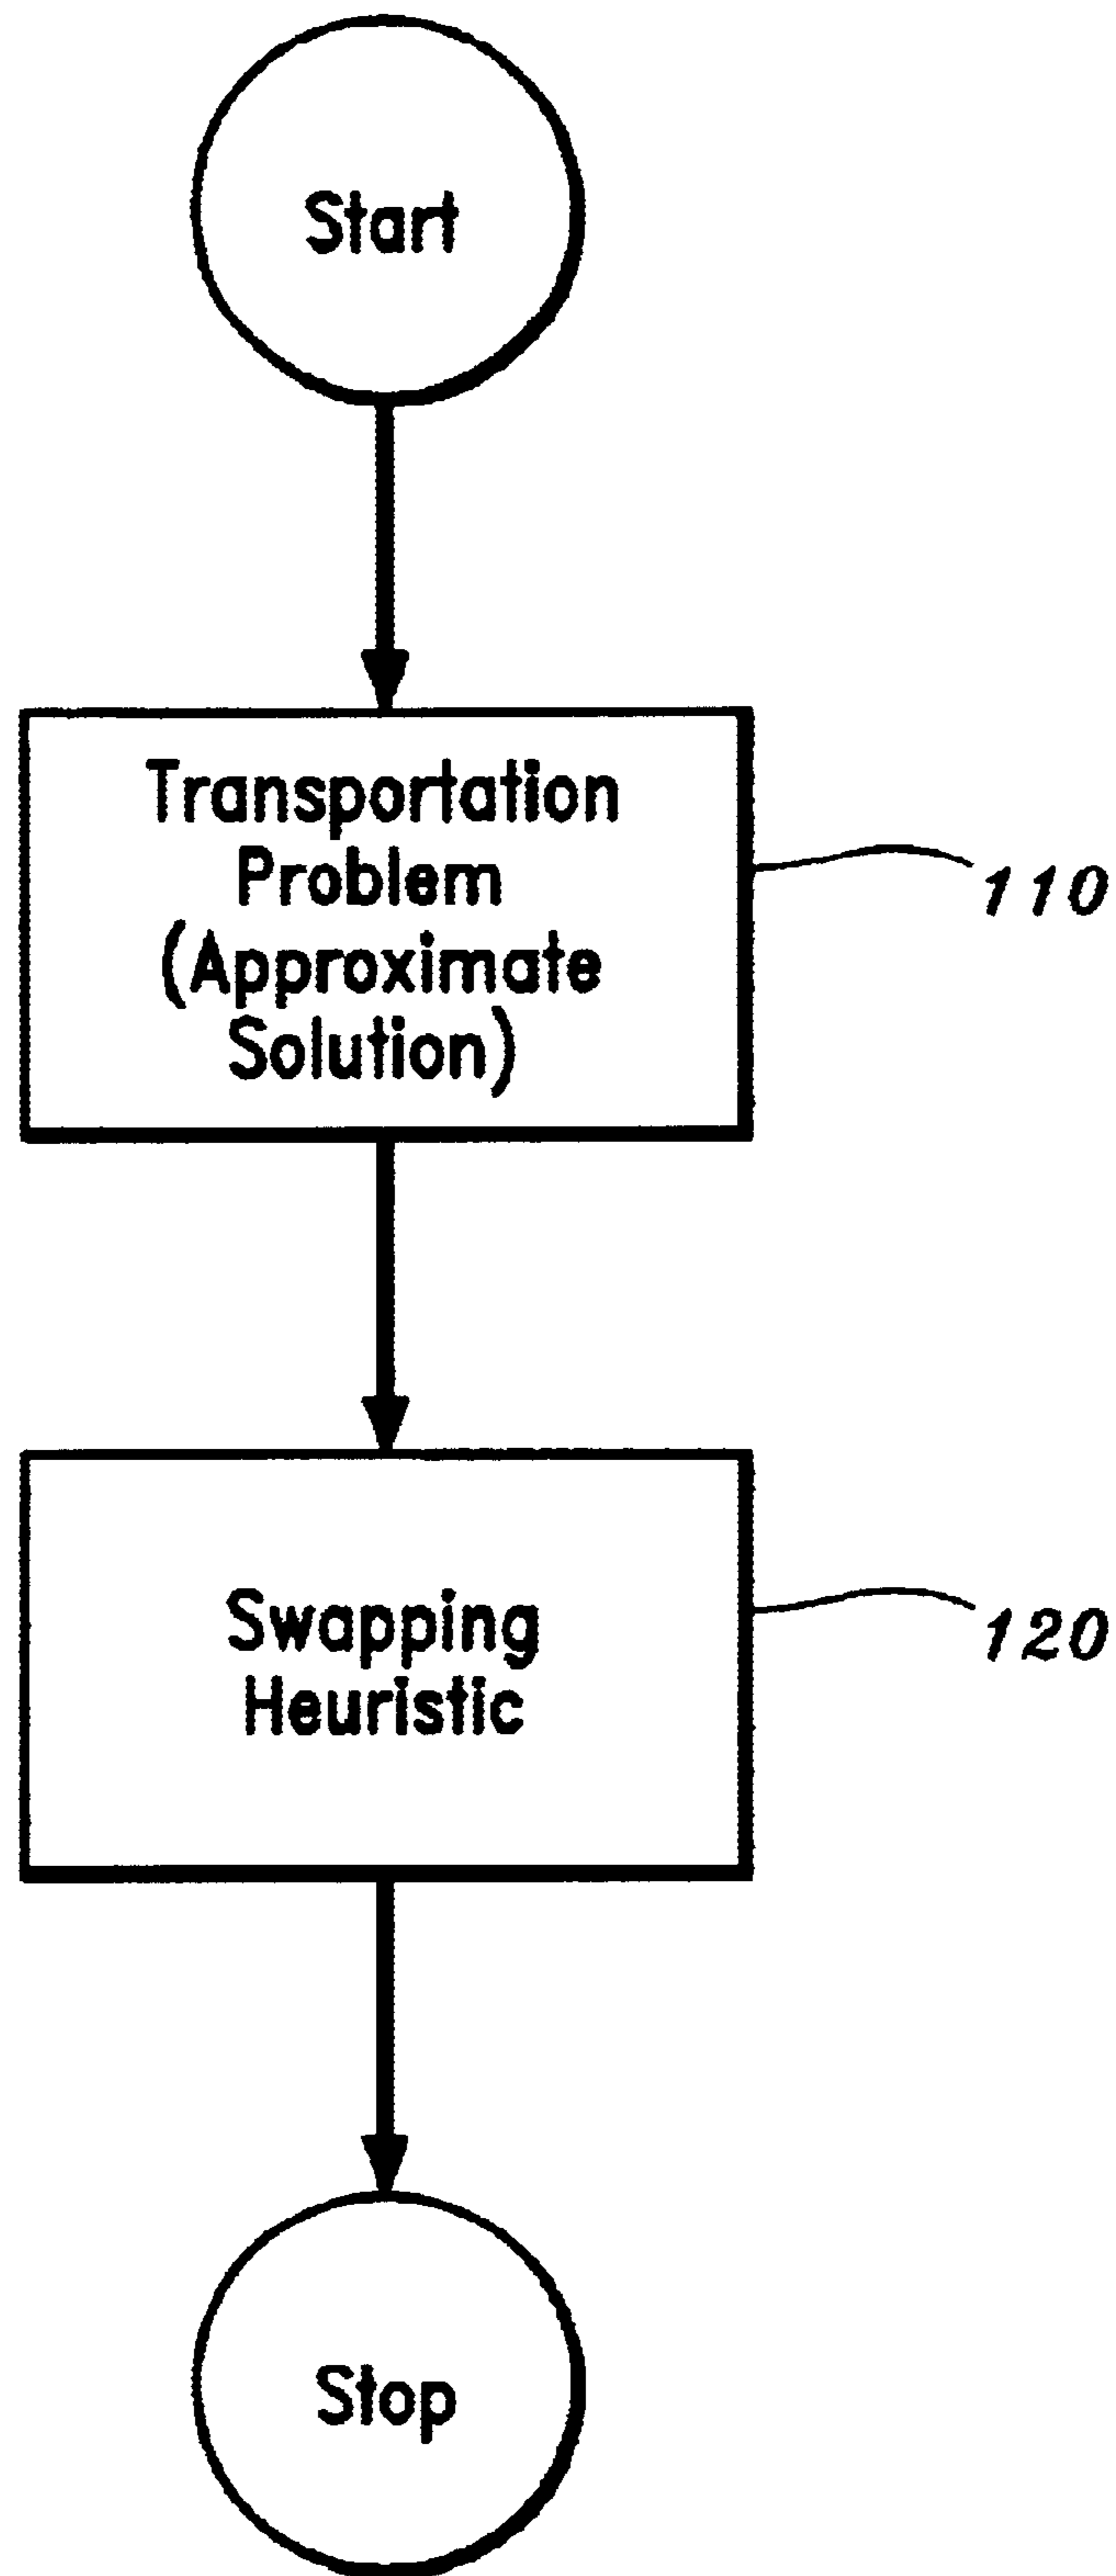 Start
Transportation
Problem
(Approximate
Solution)
110
Swapping
Heuristic
120
Stop